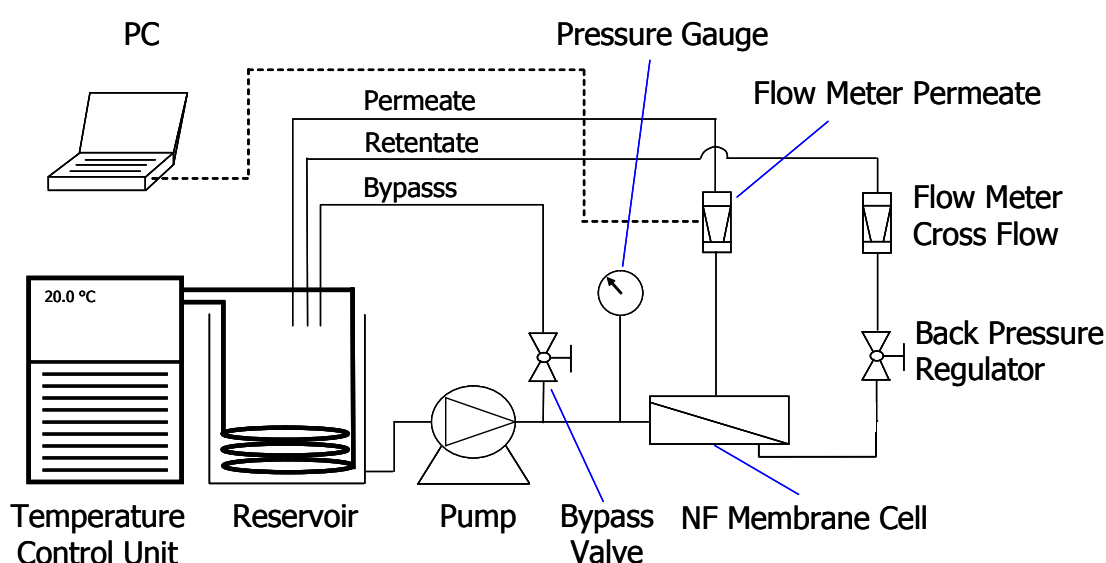 PC
Pressure Gauge
Flow Meter Permeate
Permeate
Retentate
Bypasss
Flow Meter
Cross Flow
20.0 ºC
Back Pressure
Regulator
Temperature
Control Unit
Reservoir
Pump
Bypass
Valve
NF Membrane Cell